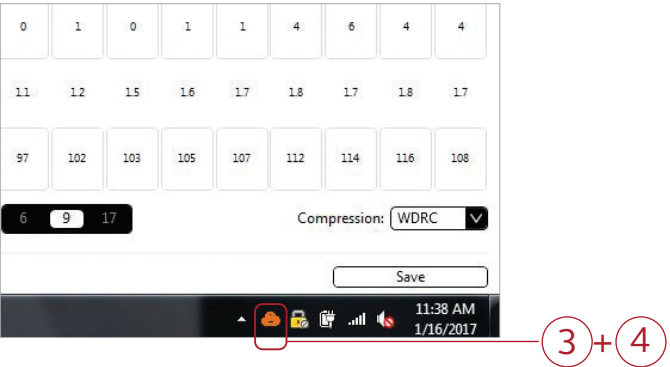 0 1 0 1 1 4 6 4 4
1.1 1.2 1.5 1.6 1.7 1.8 1.7 1.8 1.7
97 102 103 105 107 112 114 116 108
6 9 17 Compression: WDRC
Save
11:38 AM
1/16/2017
3+4